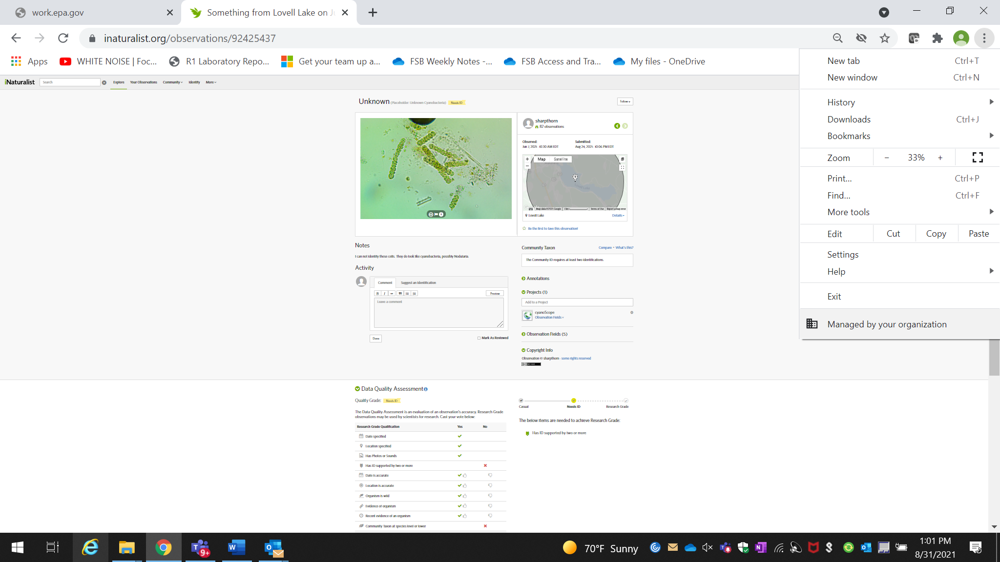 work.epa.gov
Something from Lovell Lake on
inaturalist.org/observations/92425437
Apps
WHITE NOISE | Foc...
R1 Laboratory Repo...
Get your team up a...
FSB Weekly Notes -...
FSB Access and Tra...
My files - OneDrive
New tab Ctrl+T
New window Ctrl+N
History
Downloads Ctrl+J
Bookmarks
Zoom − 33% +
Print... Ctrl+P
Find... Ctrl+F
More tools
Edit Cut Copy Paste
Settings
Help
Exit
Managed by your organization
iNaturalist Search Explore Your Observations Community Identify More
Unknown (Placeholder: Unknown Cyanobacteria) Needs ID
Follow
sharpthorn
82 observations
Observed: Submitted:
Jun 7, 2021 · 10:30 AM EDT Aug 24, 2021 · 10:06 PM EDT
+ Map Satellite
−
Lovell Lake
Map data ©2021 Google 1 km Terms of Use Report a map error
Lovell Lake Details
Be the first to fave this observation!
Notes
I can not identify these cells. They do look like cyanobacteria, possibly Nodularia.
Activity
Comment Suggest an Identification
B I Preview
Leave a comment
Done Mark As Reviewed
Community Taxon Compare · What's this?
The Community ID requires at least two identifications.
Annotations
Projects (1)
Add to a Project
cyanoScope
Observation Fields
Observation Fields (5)
Copyright Info
Observation © sharpthorn · some rights reserved
Data Quality Assessment
Quality Grade: Needs ID
The Data Quality Assessment is an evaluation of an observation's accuracy. Research Grade
observations may be used by scientists for research. Cast your vote below:
Research Grade Qualification Yes No
Date specified
Location specified
Has Photos or Sounds
Has ID supported by two or more
Date is accurate
Location is accurate
Organism is wild
Evidence of organism
Recent evidence of an organism
Community Taxon at species level or lower
Casual Needs ID Research Grade
The below items are needed to achieve Research Grade:
Has ID supported by two or more
9+
70°F Sunny
1:01 PM
8/31/2021